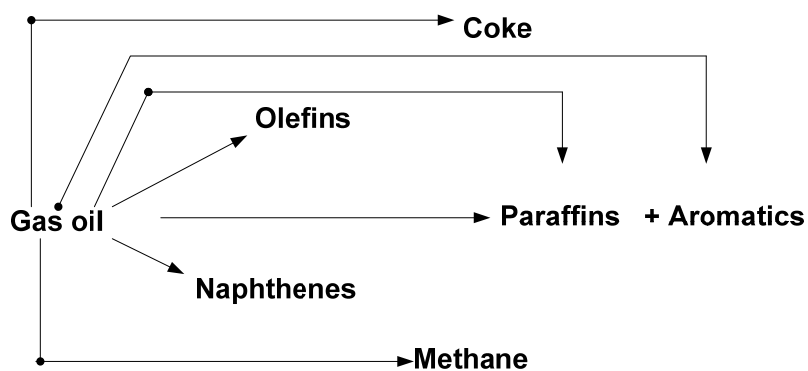 Coke
Olefins
Gas oil
Paraffins + Aromatics
Naphthenes
Methane